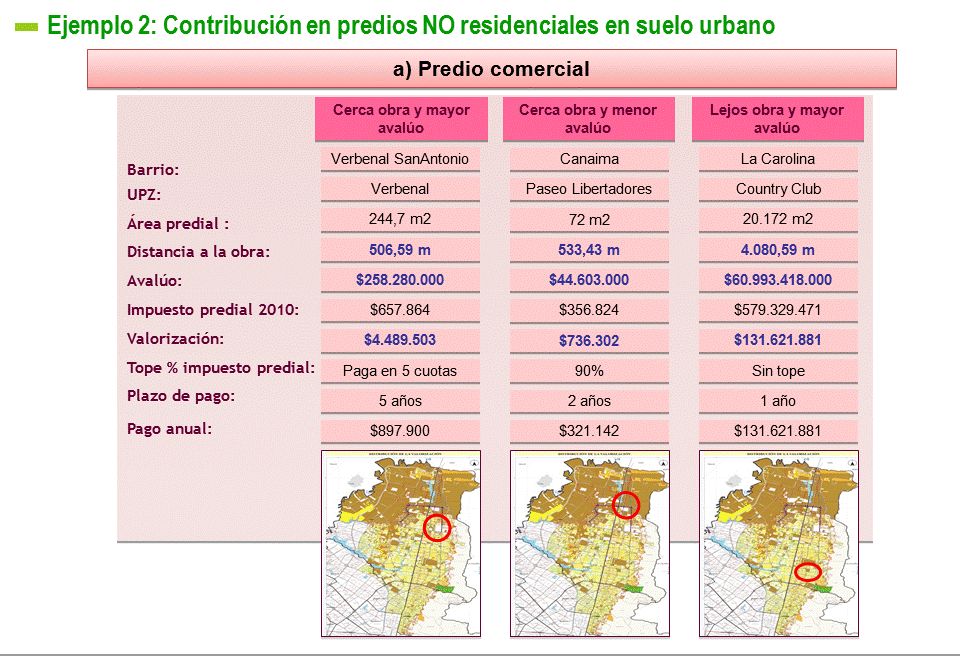 Ejemplo 2: Contribución en predios NO residenciales en suelo urbano
a) Predio comercial
Cerca obra y mayor avalúo
Cerca obra y menor avalúo
Lejos obra y mayor avalúo
Barrio: Verbenal SanAntonio Canaima La Carolina
UPZ: Verbenal Paseo Libertadores Country Club
Área predial : 244,7 m2 72 m2 20.172 m2
Distancia a la obra: 506,59 m 533,43 m 4.080,59 m
Avalúo: $258.280.000 $44.603.000 $60.993.418.000
Impuesto predial 2010: $657.864 $356.824 $579.329.471
Valorización: $4.489.503 $736.302 $131.621.881
Tope % impuesto predial: Paga en 5 cuotas 90% Sin tope
Plazo de pago: 5 años 2 años 1 año
Pago anual: $897.900 $321.142 $131.621.881